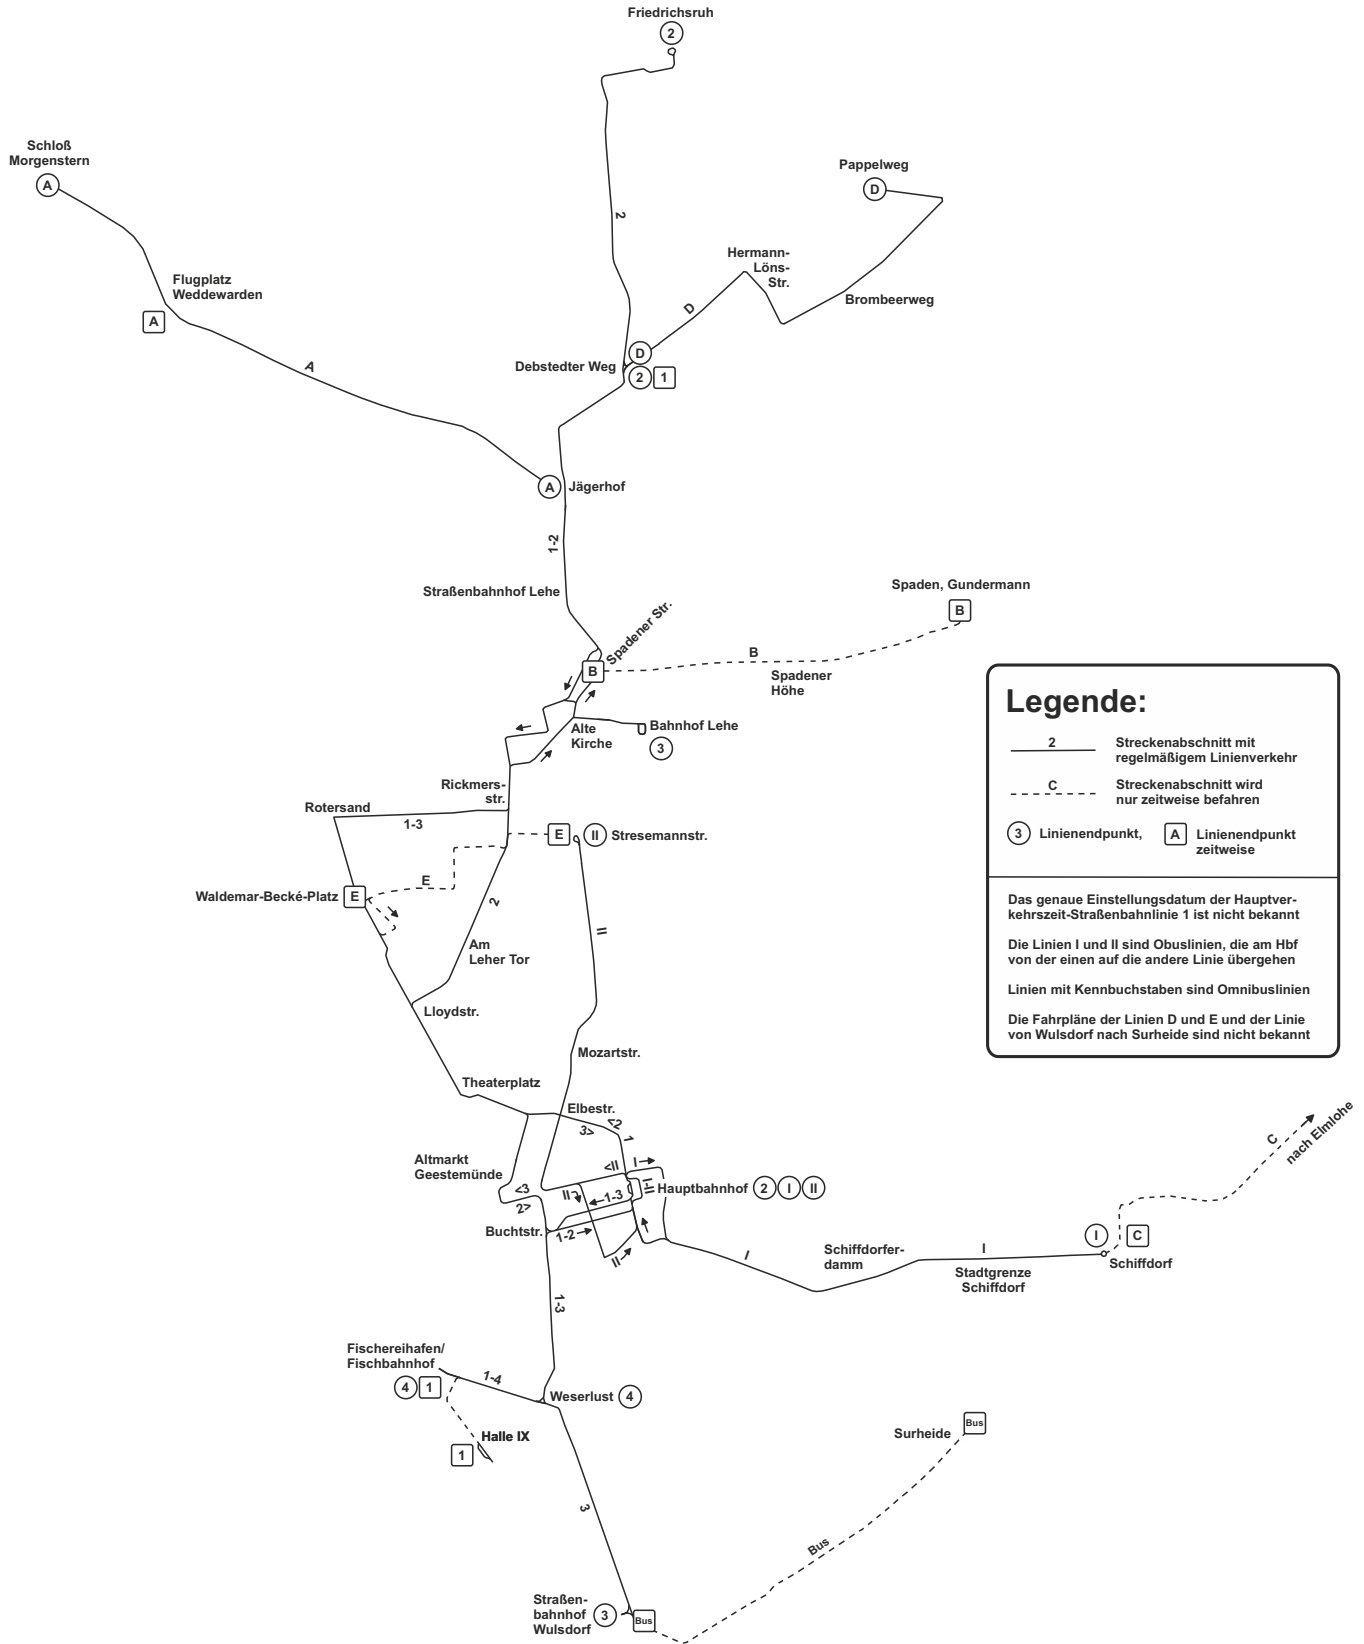 Friedrichsruh
2
Schloß
Morgenstern
A
Pappelweg
D
2
Flugplatz
Weddewarden
A
Hermann-
Löns-
Str.
Brombeerweg
D
A
Debstedter Weg
D
2
1
A
Jägerhof
1-2
Straßenbahnhof Lehe
Spadener Str.
B
B
Spadener
Höhe
Spaden, Gundermann
B
Alte
Kirche
Bahnhof Lehe
3
Rickmers-
str.
Rotersand
1-3
E
II
Stresemannstr.
Waldemar-Becké-Platz
E
E
2
II
Am
Leher Tor
Lloydstr.
Mozartstr.
Theaterplatz
Elbestr.
<2
3>
1
Altmarkt
Geestemünde
<3
2>
<II
I
II
1-3
I-II
Hauptbahnhof
2
I
II
Buchtstr.
1-2
II
I
Schiffdorfer-
damm
I
Stadtgrenze
Schiffdorf
I
C
Schiffdorf
C
nach Elmlohe
1-3
Fischereihafen/
Fischbahnhof
4
1
1-4
Weserlust
4
Halle IX
1
3
Surheide
Bus
Bus
Straßen-
bahnhof
Wulsdorf
3
Bus
Legende:
2
Streckenabschnitt mit
regelmäßigem Linienverkehr
C
Streckenabschnitt wird
nur zeitweise befahren
3
Linienendpunkt,
A
Linienendpunkt
zeitweise
Das genaue Einstellungsdatum der Hauptver-
kehrszeit-Straßenbahnlinie 1 ist nicht bekannt
Die Linien I und II sind Obuslinien, die am Hbf
von der einen auf die andere Linie übergehen
Linien mit Kennbuchstaben sind Omnibuslinien
Die Fahrpläne der Linien D und E und der Linie
von Wulsdorf nach Surheide sind nicht bekannt